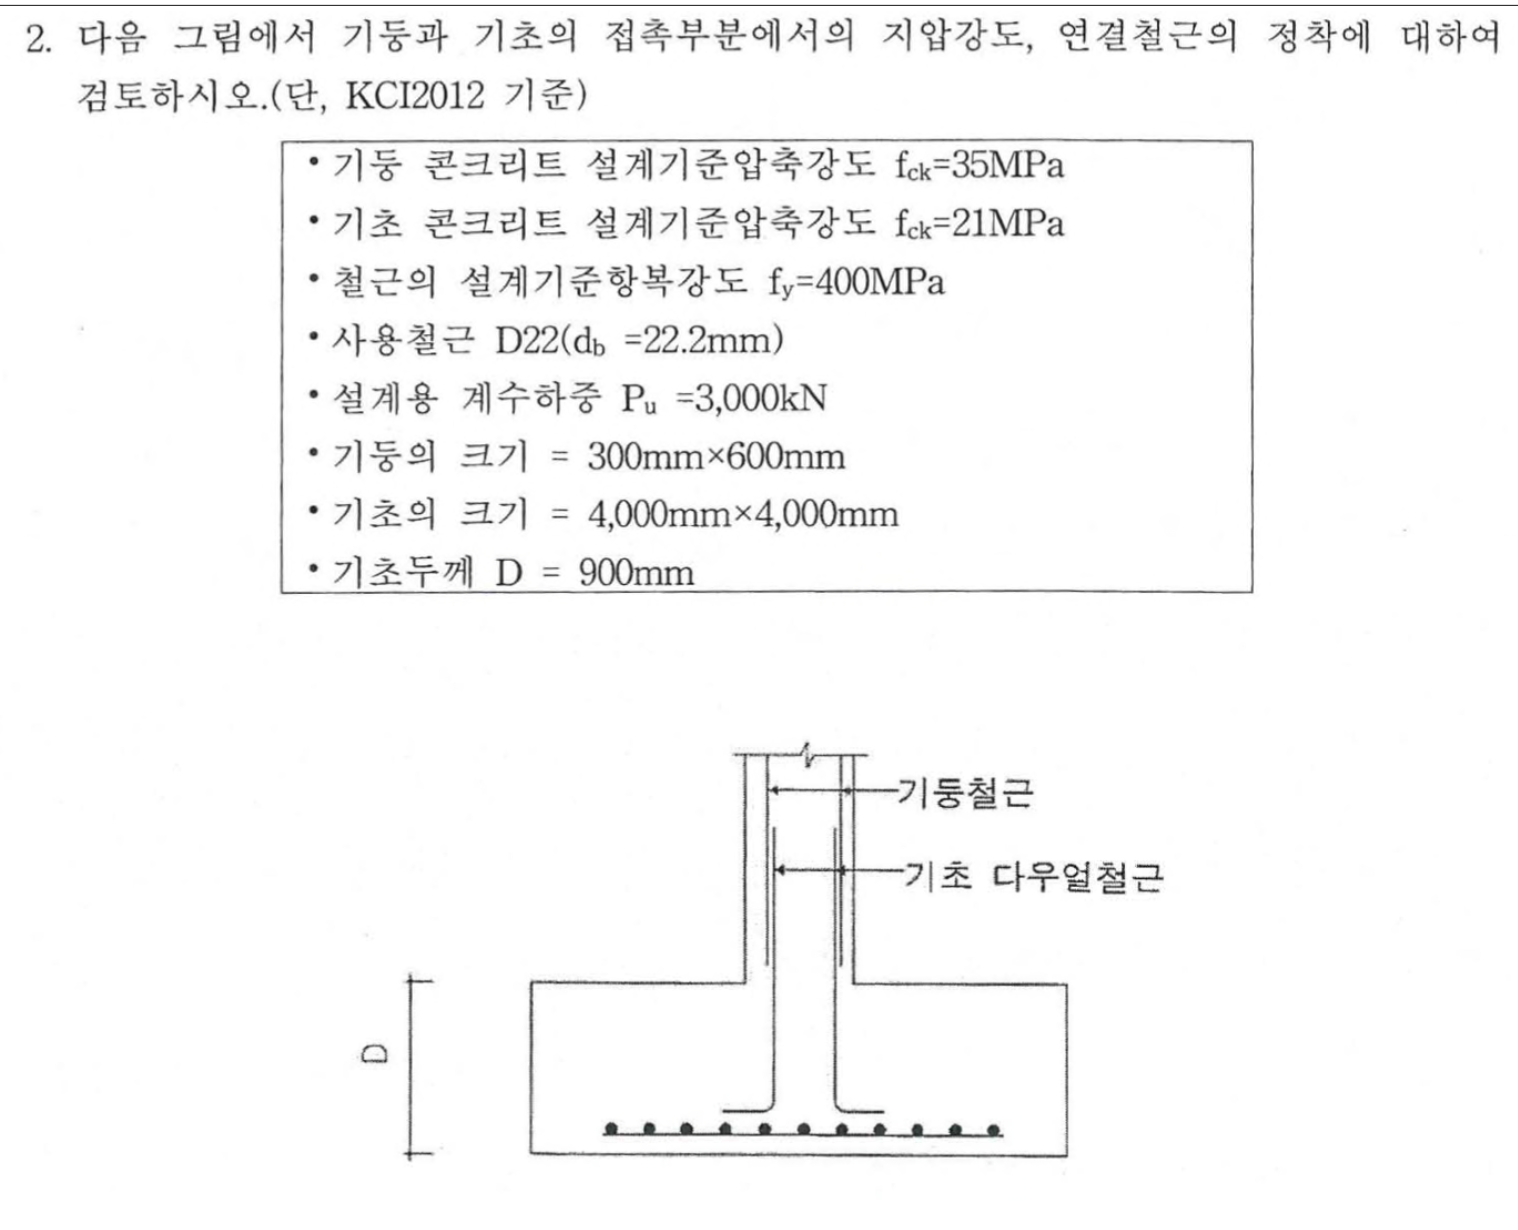 2. 다음 그림에서 기둥과 기초의 접촉부분에서의 지압강도, 연결철근의 정착에 대하여
검토하시오.(단, KCI2012 기준)
• 기둥 콘크리트 설계기준압축강도 fck=35MPa
• 기초 콘크리트 설계기준압축강도 fck=21MPa
• 철근의 설계기준항복강도 fy=400MPa
• 사용철근 D22(db =22.2mm)
• 설계용 계수하중 Pu =3,000kN
• 기둥의 크기 = 300mm×600mm
• 기초의 크기 = 4,000mm×4,000mm
• 기초두께 D = 900mm
기둥철근
기초 다우얼철근
D